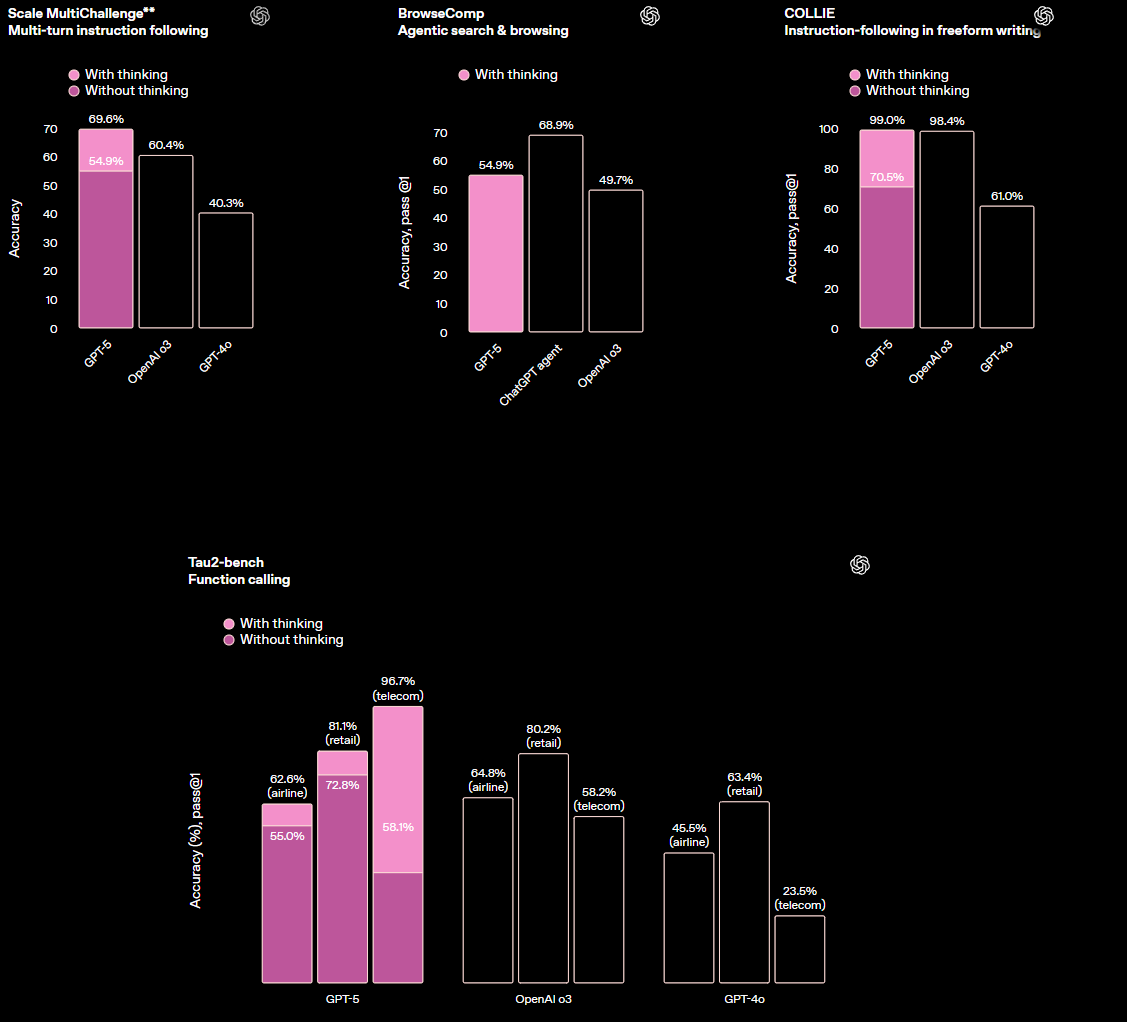 Scale MultiChallenge**
Multi-turn instruction following
With thinking
Without thinking
69.6%
54.9%
60.4%
40.3%
70
60
50
40
30
20
10
0
Accuracy
GPT-5
OpenAI o3
GPT-4o
BrowseComp
Agentic search & browsing
With thinking
54.9%
68.9%
49.7%
70
60
50
40
30
20
10
0
Accuracy, pass @1
GPT-5
ChatGPT agent
OpenAI o3
COLLIE
Instruction-following in freeform writing
With thinking
Without thinking
99.0%
70.5%
98.4%
61.0%
100
80
60
40
20
0
Accuracy, pass@1
GPT-5
OpenAI o3
GPT-4o
Tau2-bench
Function calling
With thinking
Without thinking
Accuracy (%), pass@1
62.6%
(airline)
55.0%
81.1%
(retail)
72.8%
96.7%
(telecom)
58.1%
64.8%
(airline)
80.2%
(retail)
58.2%
(telecom)
45.5%
(airline)
63.4%
(retail)
23.5%
(telecom)
GPT-5
OpenAI o3
GPT-4o